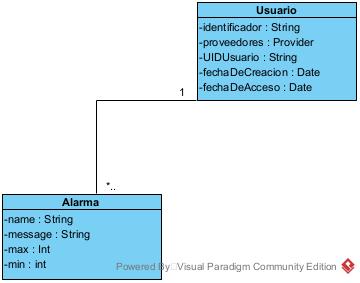 Usuario
-identificador : String
-proveedores : Provider
-UIDUsuario : String
-fechaDeCreacion : Date
-fechaDeAcceso : Date
1
*..
Alarma
-name : String
-message : String
-max : Int
-min : int
Powered By Visual Paradigm Community Edition